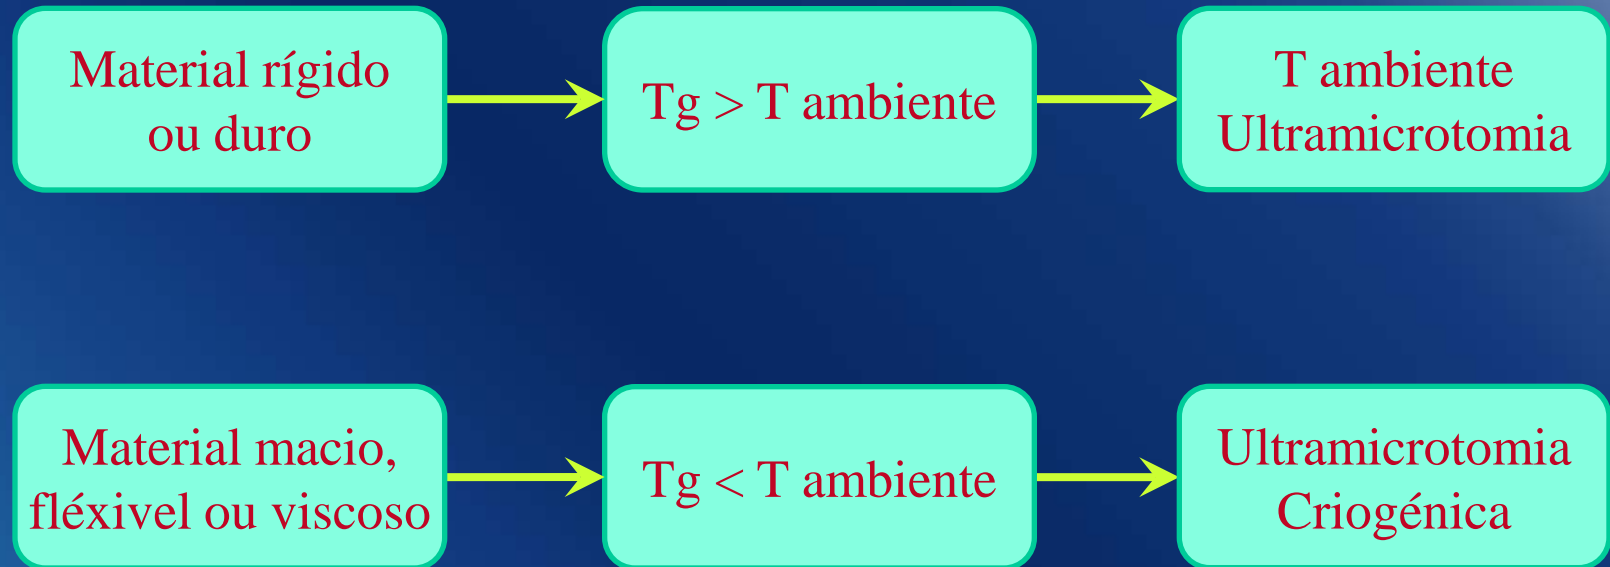 Material rígido
ou duro
Tg > T ambiente
T ambiente
Ultramicrotomia
Material macio,
fléxivel ou viscoso
Tg < T ambiente
Ultramicrotomia
Criogénica